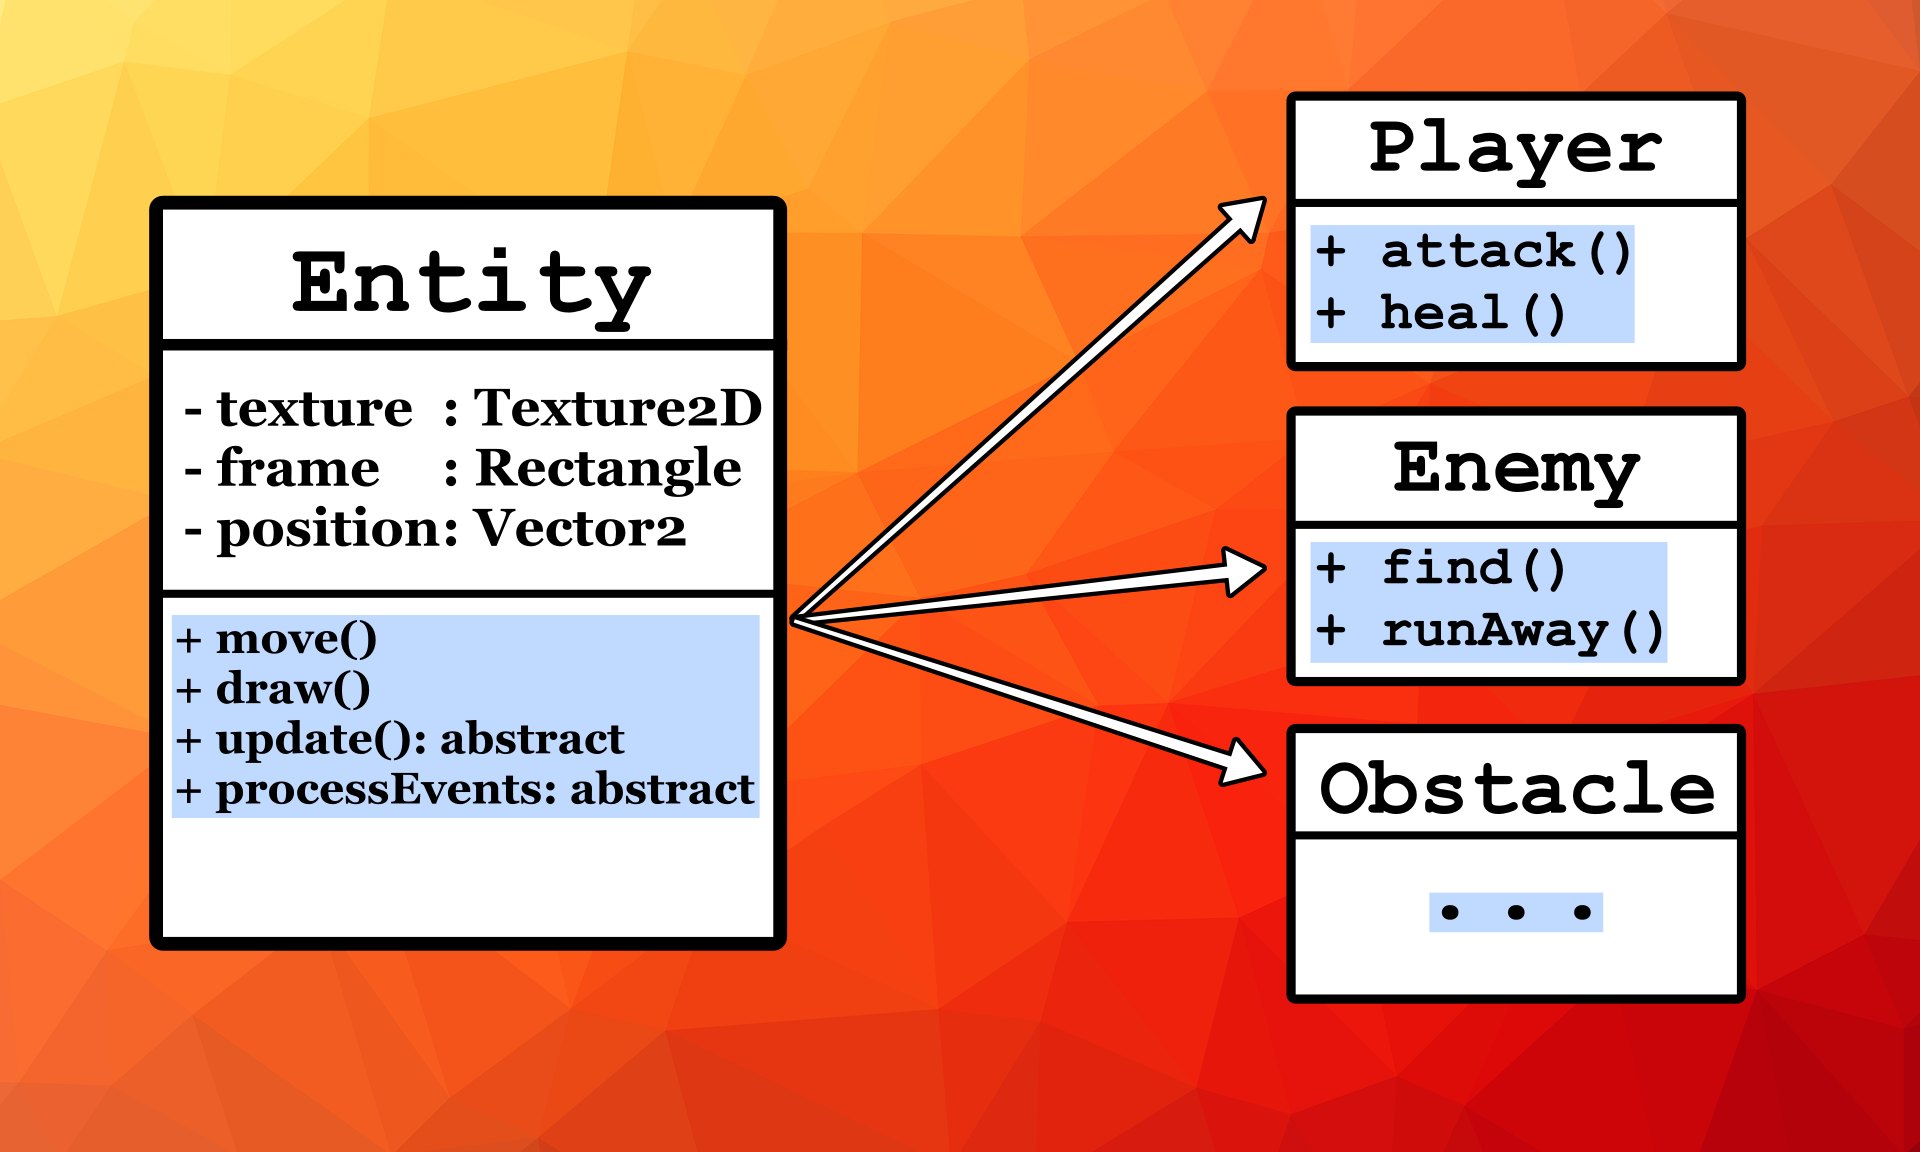 Entity
- texture : Texture2D
- frame : Rectangle
- position : Vector2
+ move()
+ draw()
+ update(): abstract
+ processEvents: abstract
Player
+ attack()
+ heal()
Enemy
+ find()
+ runAway()
Obstacle
. . .